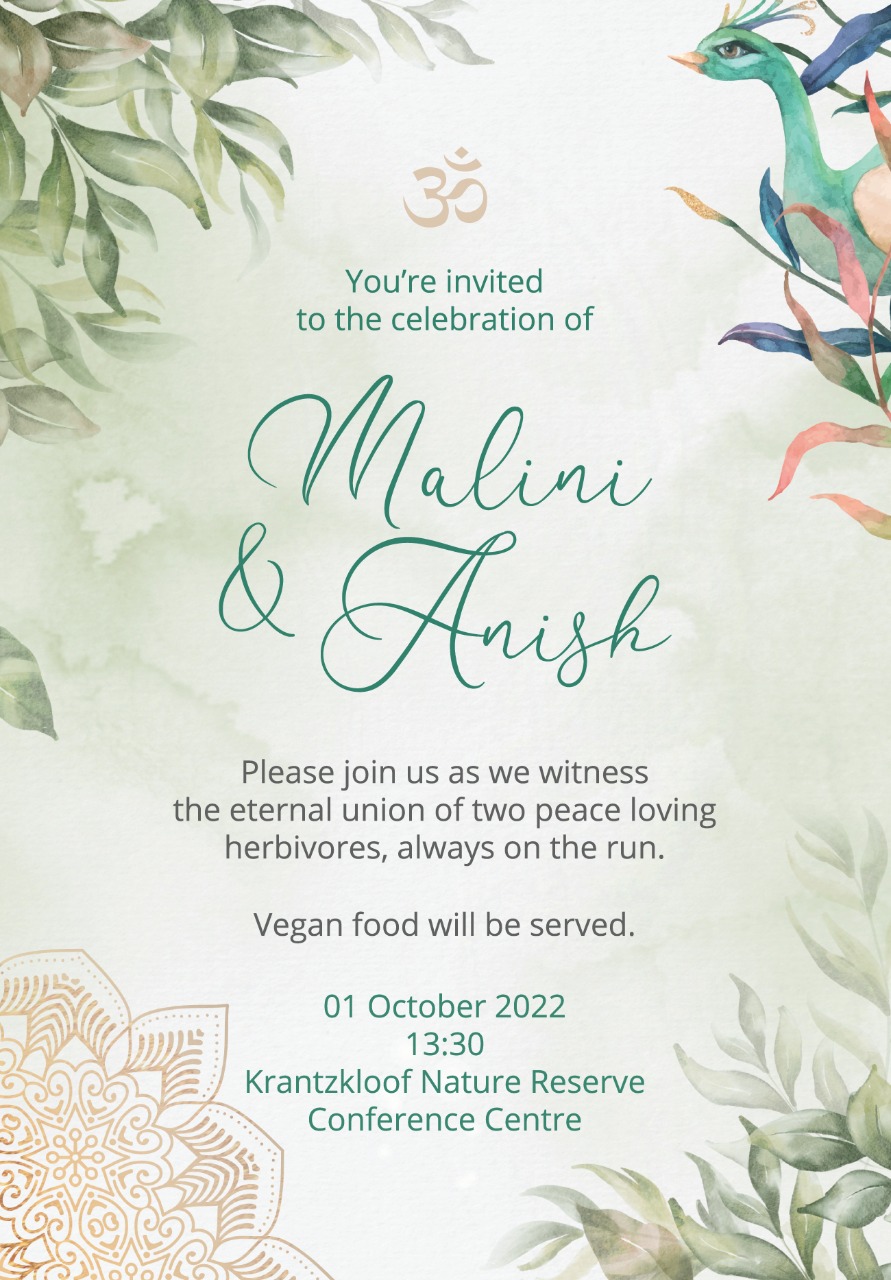 ॐ
You’re invited
to the celebration of
Malini
& Anish
Please join us as we witness
the eternal union of two peace loving
herbivores, always on the run.
Vegan food will be served.
01 October 2022
13:30
Krantzkloof Nature Reserve
Conference Centre